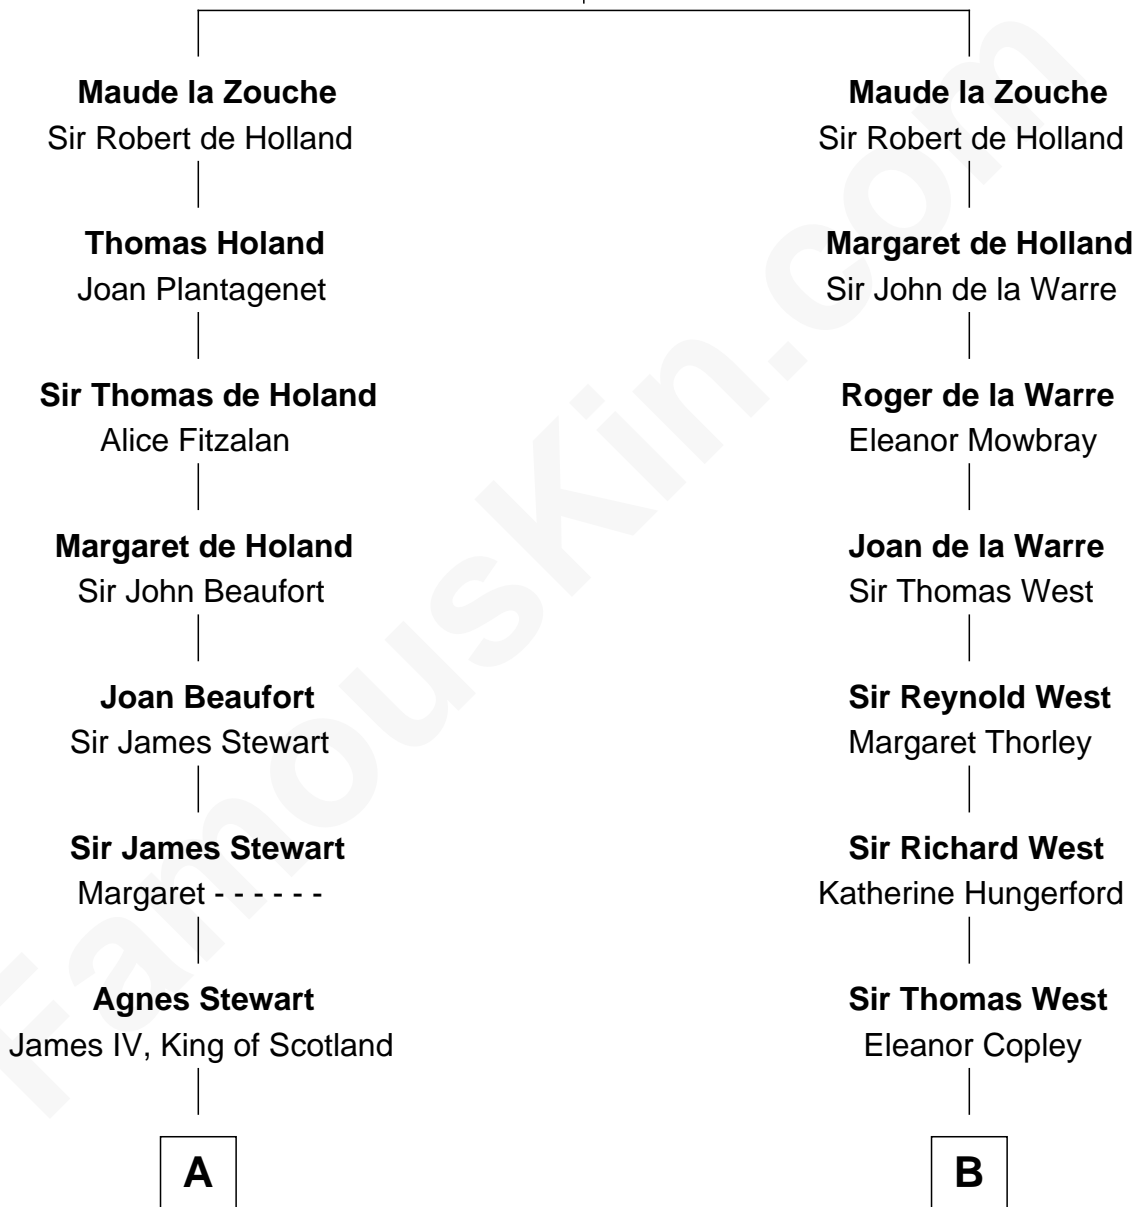 Maude la Zouche
Sir Robert de Holland
Thomas Holand
Joan Plantagenet
Sir Thomas de Holand
Alice Fitzalan
Margaret de Holand
Sir John Beaufort
Joan Beaufort
Sir James Stewart
Sir James Stewart
Margaret - - - - - -
Agnes Stewart
James IV, King of Scotland
A
Maude la Zouche
Sir Robert de Holland
Margaret de Holland
Sir John de la Warre
Roger de la Warre
Eleanor Mowbray
Joan de la Warre
Sir Thomas West
Sir Reynold West
Margaret Thorley
Sir Richard West
Katherine Hungerford
Sir Thomas West
Eleanor Copley
B
FamousKin.com